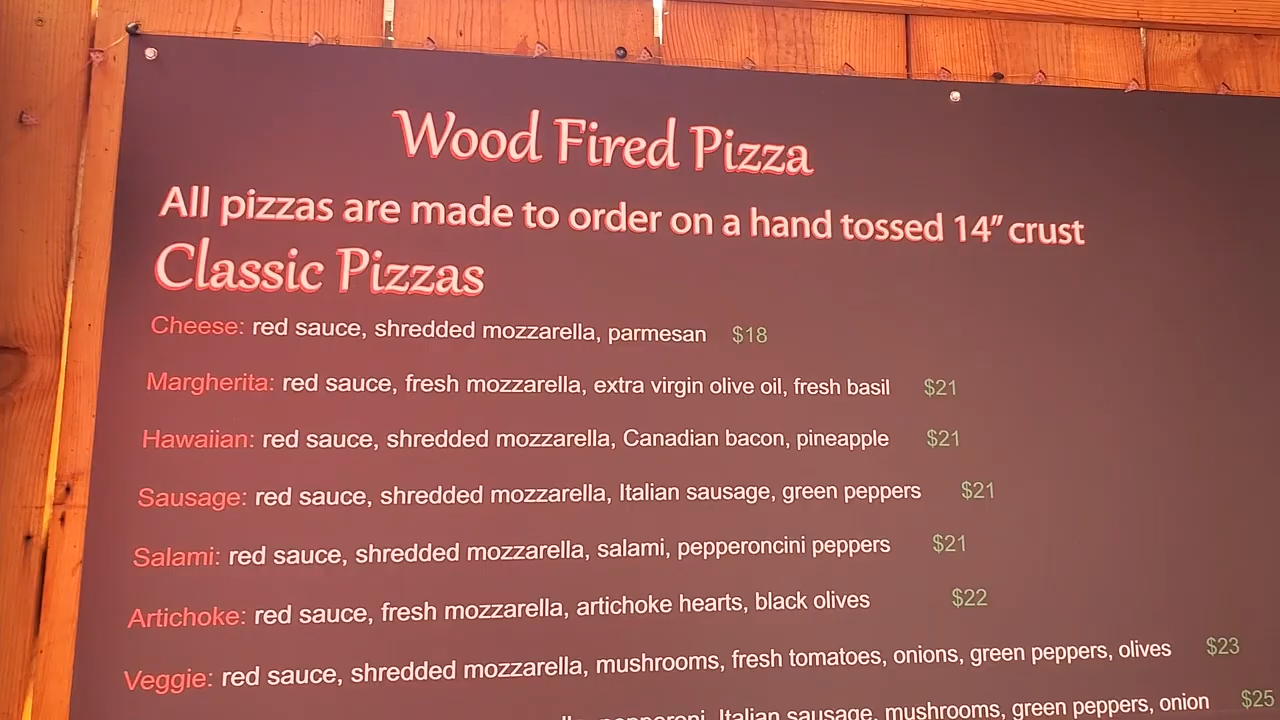 Wood Fired Pizza
All pizzas are made to order on a hand tossed 14” crust
Classic Pizzas
Cheese: red sauce, shredded mozzarella, parmesan $18
Margherita: red sauce, fresh mozzarella, extra virgin olive oil, fresh basil $21
Hawaiian: red sauce, shredded mozzarella, Canadian bacon, pineapple $21
Sausage: red sauce, shredded mozzarella, Italian sausage, green peppers $21
Salami: red sauce, shredded mozzarella, salami, pepperoncini peppers $21
Artichoke: red sauce, fresh mozzarella, artichoke hearts, black olives $22
Veggie: red sauce, shredded mozzarella, mushrooms, fresh tomatoes, onions, green peppers, olives $23
pepperoni, Italian sausage, mushrooms, green peppers, onion $25